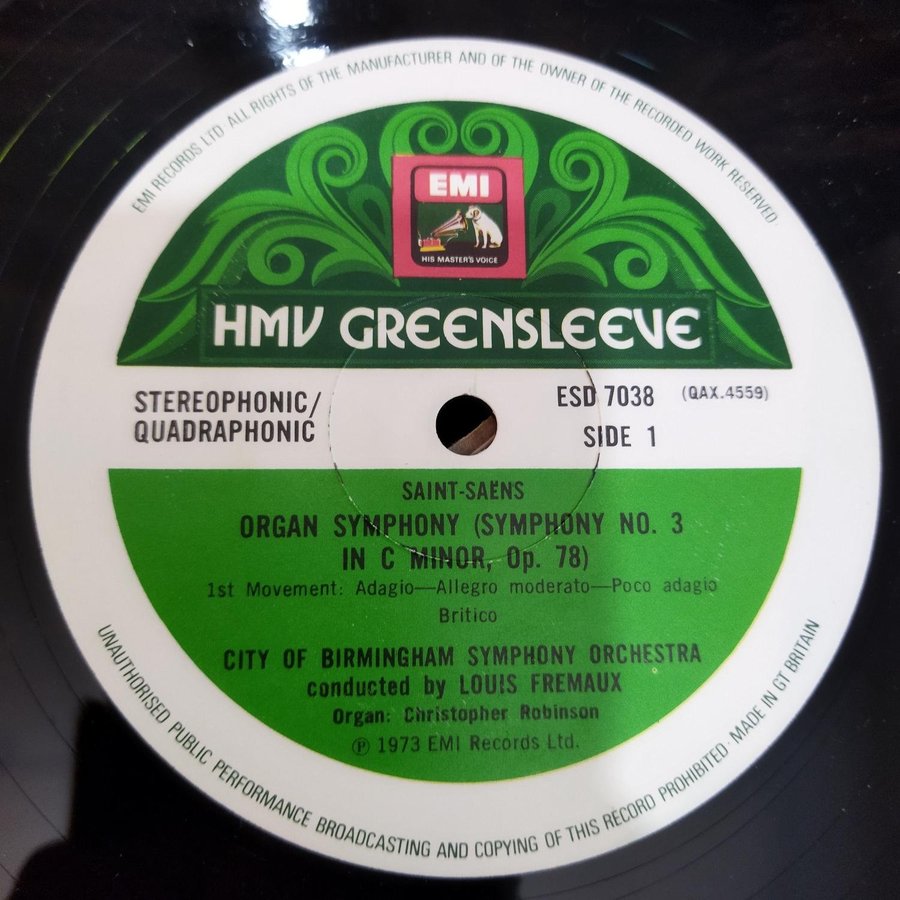 EMI RECORDS LTD ALL RIGHTS OF THE MANUFACTURER AND OF THE OWNER OF THE RECORDED WORK RESERVED·
EMI
HIS MASTER'S VOICE
HMV GREENSLEEVE
STEREOPHONIC/
QUADRAPHONIC
ESD 7038 (QAX.4559)
SIDE 1
SAINT-SAËNS
ORGAN SYMPHONY (SYMPHONY NO. 3
IN C MINOR, Op. 78)
1st Movement: Adagio—Allegro moderato—Poco adagio
Britico
CITY OF BIRMINGHAM SYMPHONY ORCHESTRA
conducted by LOUIS FREMAUX
Organ: Christopher Robinson
℗ 1973 EMI Records Ltd.
UNAUTHORISED PUBLIC PERFORMANCE BROADCASTING AND COPYING OF THIS RECORD PROHIBITED· MADE IN GT BRITAIN